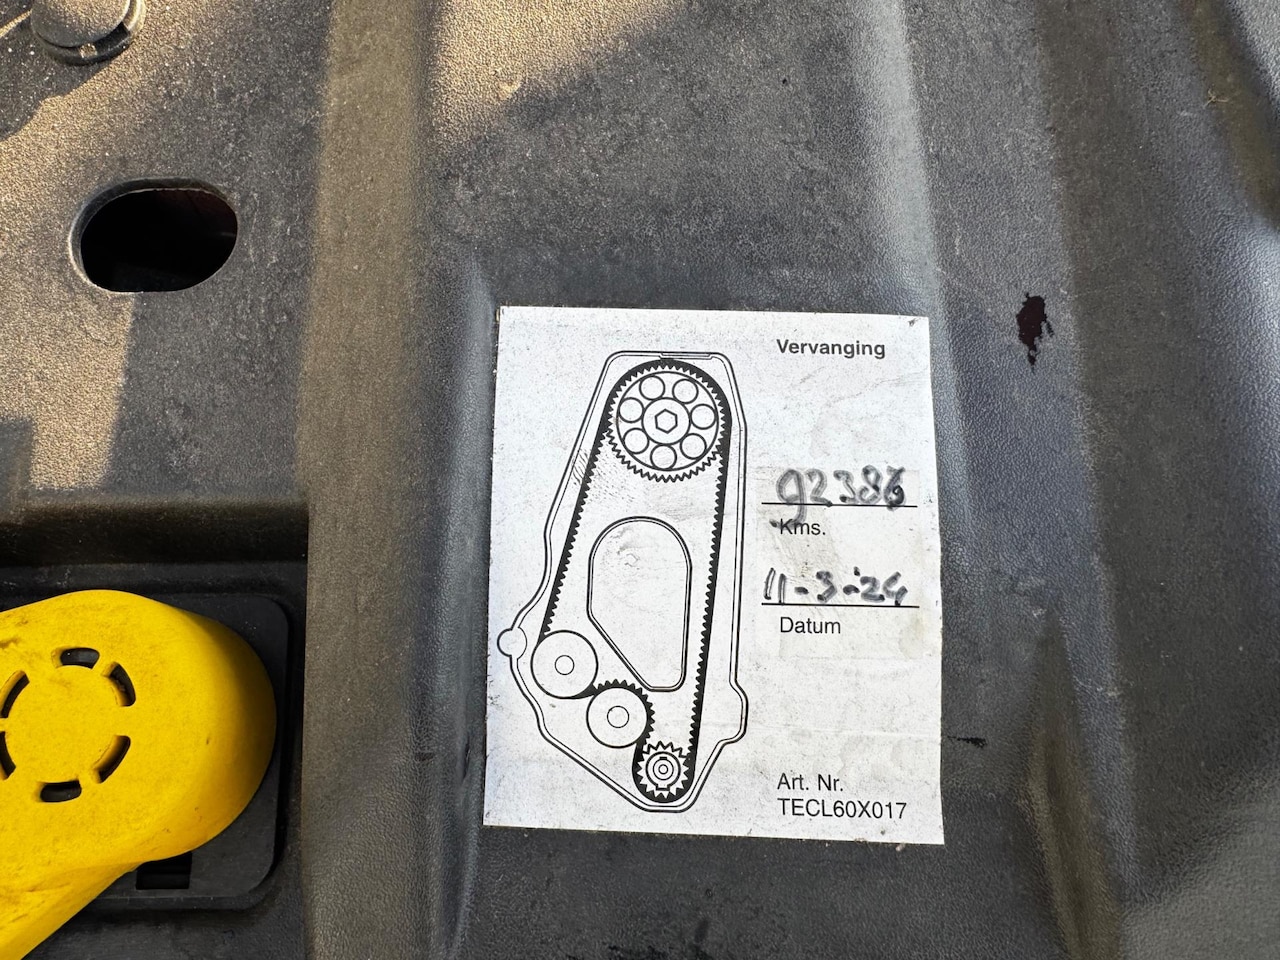 Vervanging
92386
Kms.
11-3-'24
Datum
Art. Nr.
TECL60X017